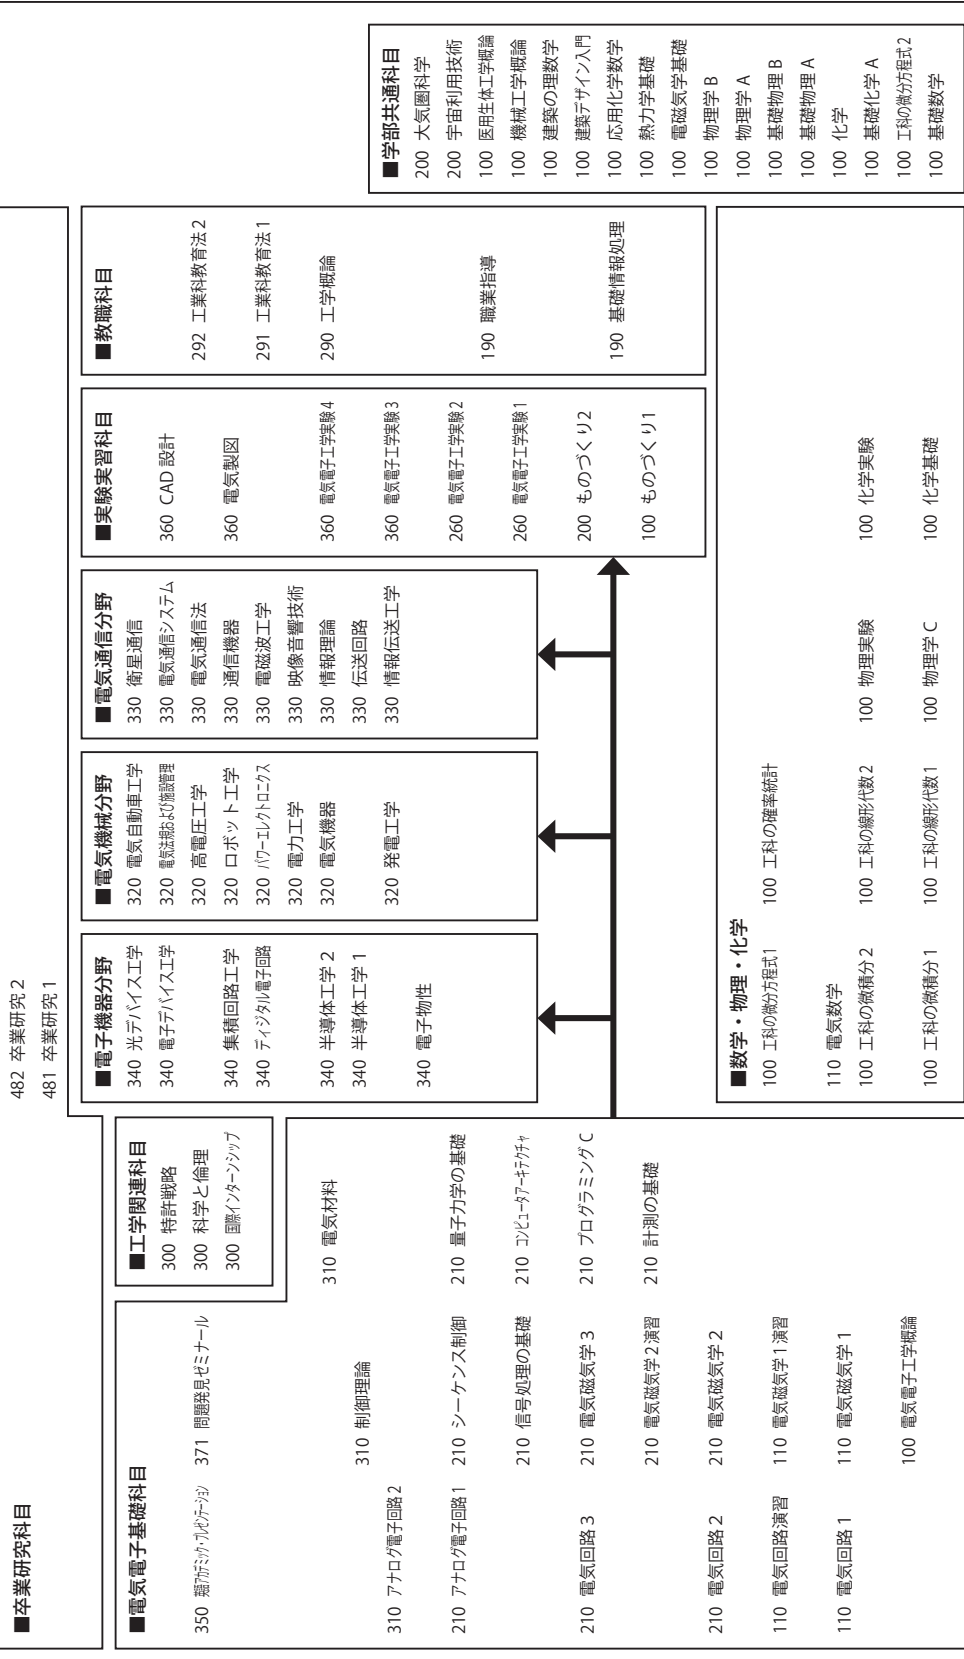 ■卒業研究科目
482 卒業研究 2
481 卒業研究 1
■電気電子基礎科目
350 英語アカデミック・プレゼンテーション
371 問題発見ゼミナール
310 制御理論
310 アナログ電子回路 2
210 アナログ電子回路 1
210 シーケンス制御
210 信号処理の基礎
210 電気回路 3
210 電気磁気学 3
210 電気磁気学 2 演習
210 電気回路 2
210 電気磁気学 2
110 電気回路演習
110 電気磁気学 1 演習
110 電気回路 1
110 電気磁気学 1
100 電気電子工学概論
310 電気材料
210 量子力学の基礎
210 コンピュータアーキテクチャ
210 プログラミング C
210 計測の基礎
■工学関連科目
300 特許戦略
300 科学と倫理
300 国際インターンシップ
■電子機器分野
340 光デバイス工学
340 電子デバイス工学
340 集積回路工学
340 ディジタル電子回路
340 半導体工学 2
340 半導体工学 1
340 電子物性
■電気機械分野
320 電気自動車工学
320 電気法規および施設管理
320 高電圧工学
320 ロボット工学
320 パワーエレクトロニクス
320 電力工学
320 電気機器
320 発電工学
■電気通信分野
330 衛星通信
330 電気通信システム
330 電気通信法
330 通信機器
330 電磁波工学
330 映像音響技術
330 情報理論
330 伝送回路
330 情報伝送工学
■実験実習科目
360 CAD 設計
360 電気製図
360 電気電子工学実験 4
360 電気電子工学実験 3
260 電気電子工学実験 2
260 電気電子工学実験 1
200 ものづくり2
100 ものづくり1
■教職科目
292 工業科教育法 2
291 工業科教育法 1
290 工学概論
190 職業指導
190 基礎情報処理
■数学・物理・化学
100 工科の微分方程式 1
100 工科の確率統計
110 電気数学
100 工科の微積分 2
100 工科の線形代数 2
100 物理実験
100 化学実験
100 工科の微積分 1
100 工科の線形代数 1
100 物理学 C
100 化学基礎
■学部共通科目
200 大気圏科学
200 宇宙利用技術
100 医用生体工学概論
100 機械工学概論
100 建築の理数学
100 建築デザイン入門
100 応用化学数学
100 熱力学基礎
100 電磁気学基礎
100 物理学 B
100 物理学 A
100 基礎物理 B
100 基礎物理 A
100 化学
100 基礎化学 A
100 工科の微分方程式 2
100 基礎数学